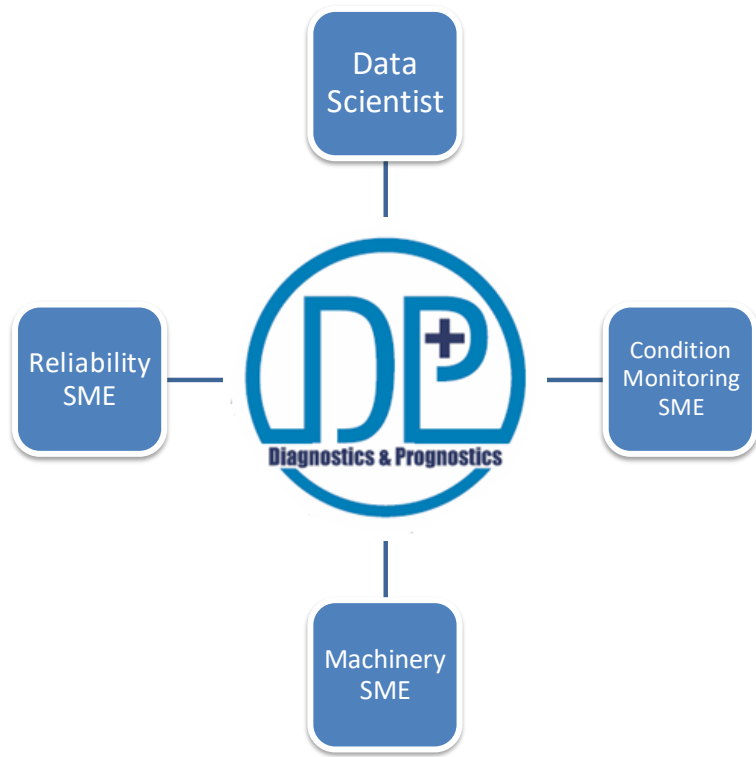 Data
Scientist
Reliability
SME
DP+
Diagnostics & Prognostics
Condition
Monitoring
SME
Machinery
SME